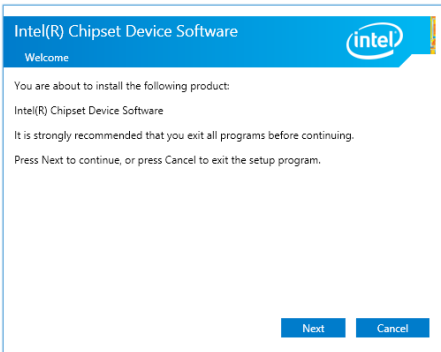 Intel(R) Chipset Device Software
intel
Welcome
You are about to install the following product:
Intel(R) Chipset Device Software
It is strongly recommended that you exit all programs before continuing.
Press Next to continue, or press Cancel to exit the setup program.
Next Cancel